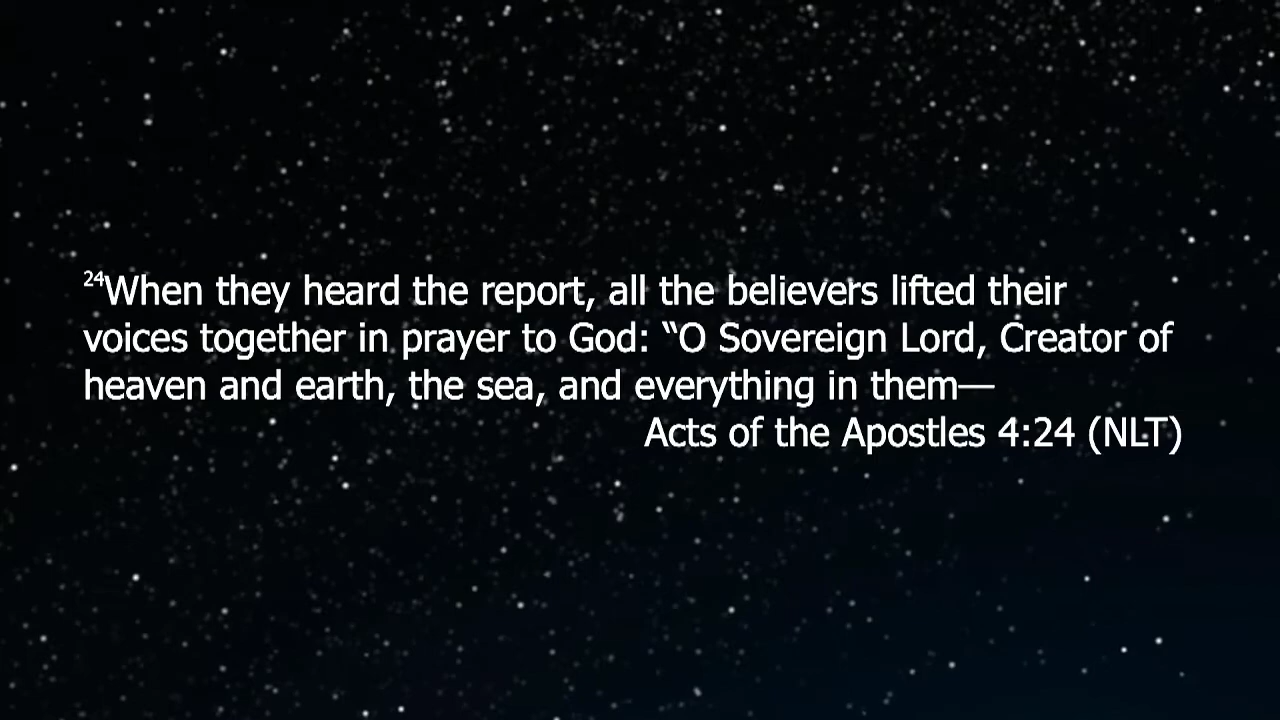 24When they heard the report, all the believers lifted their
voices together in prayer to God: “O Sovereign Lord, Creator of
heaven and earth, the sea, and everything in them—
Acts of the Apostles 4:24 (NLT)